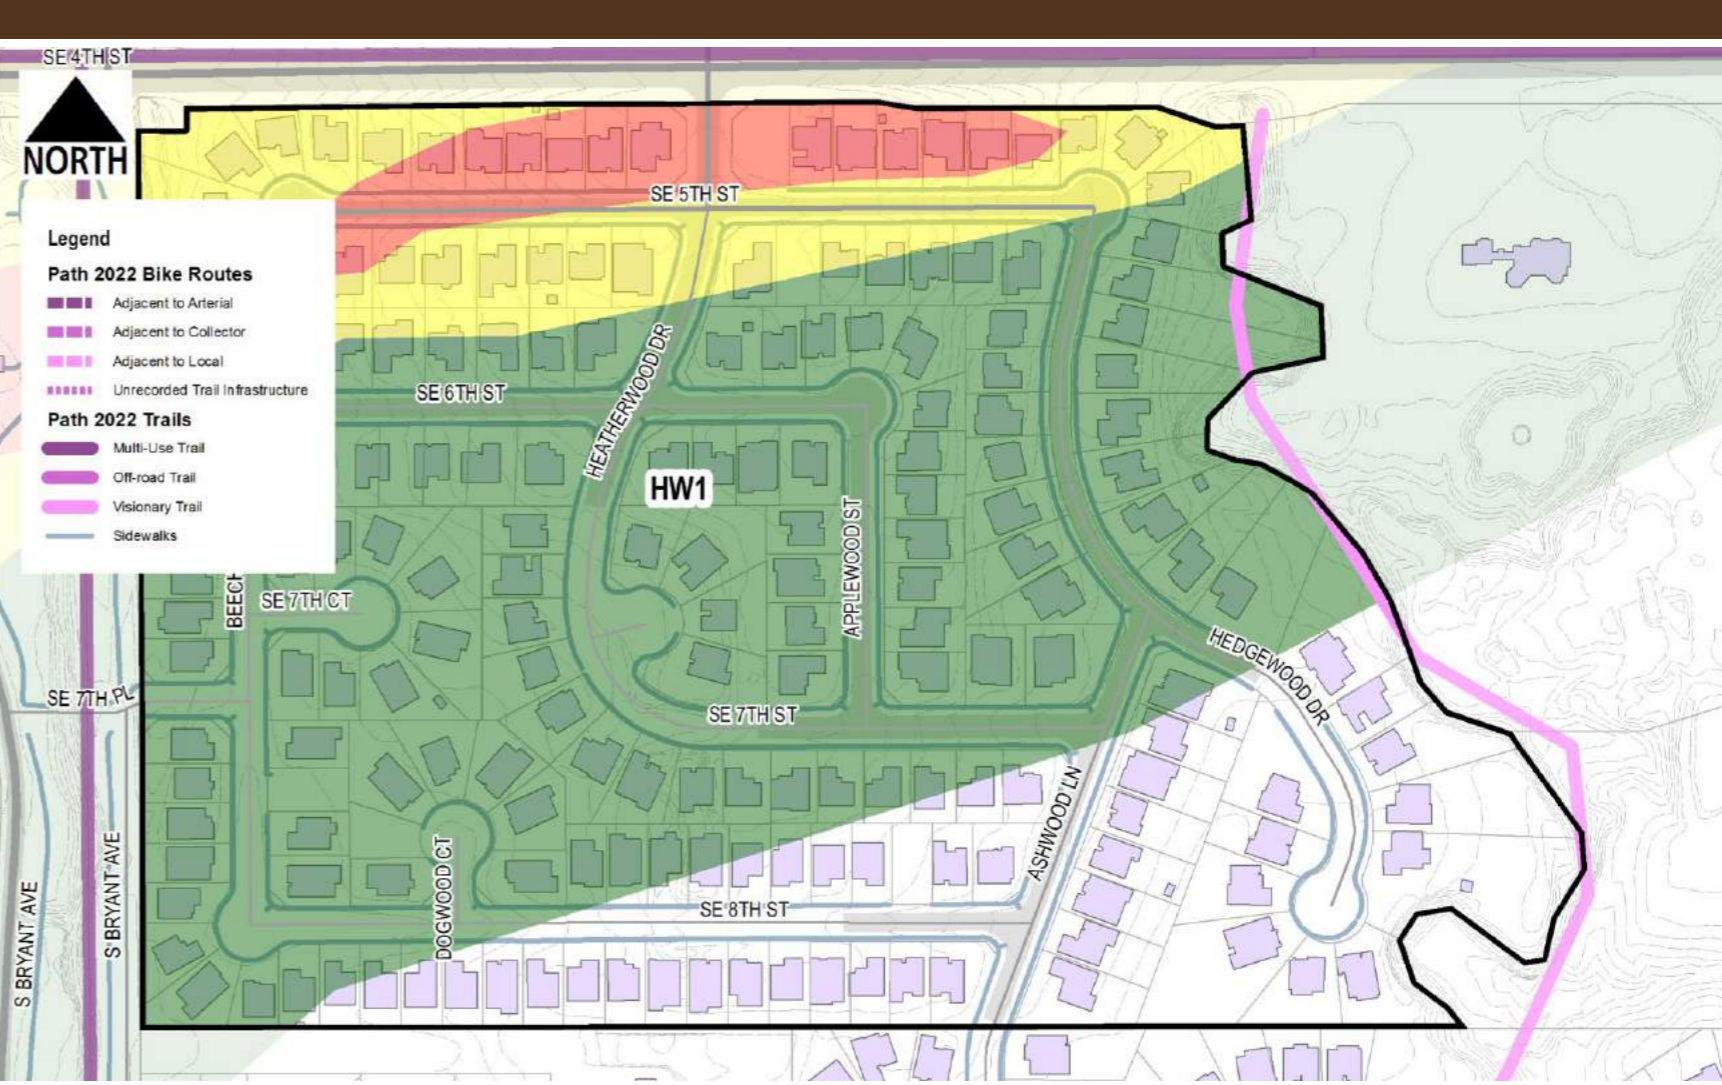 SE 4TH ST
NORTH
Legend
Path 2022 Bike Routes
Adjacent to Arterial
Adjacent to Collector
Adjacent to Local
Unrecorded Trail Infrastructure
Path 2022 Trails
Multi-Use Trail
Off-road Trail
Visionary Trail
Sidewalks
SE 5TH ST
SE 6TH ST
HEATHERWOOD DR
HW1
APPLEWOOD ST
BEECH
SE 7TH CT
HEDGEWOOD DR
SE 7TH PL
SE 7TH ST
ASHWOOD LN
DOGWOOD CT
SE 8TH ST
S BRYANT AVE
S BRYANT AVE